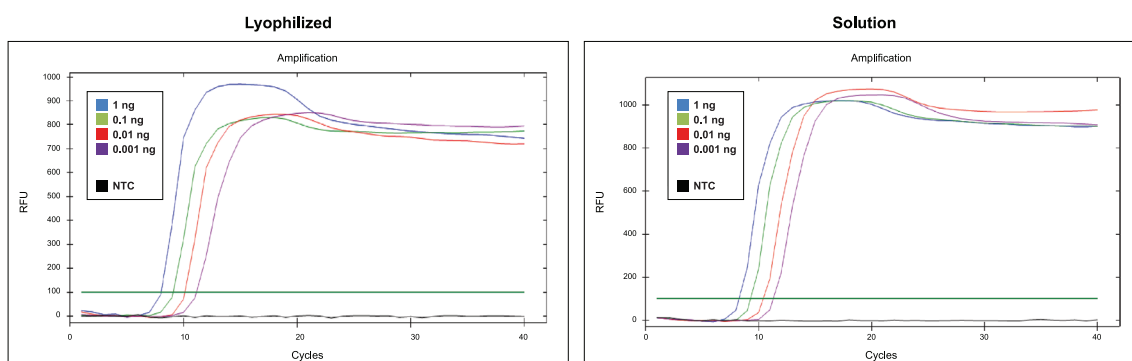 Lyophilized
Amplification
1000
900
800
700
600
500
400
300
200
100
0
RFU
1 ng
0.1 ng
0.01 ng
0.001 ng
NTC
0
10
20
30
40
Cycles
Solution
Amplification
1000
800
600
400
200
0
RFU
1 ng
0.1 ng
0.01 ng
0.001 ng
NTC
0
10
20
30
40
Cycles